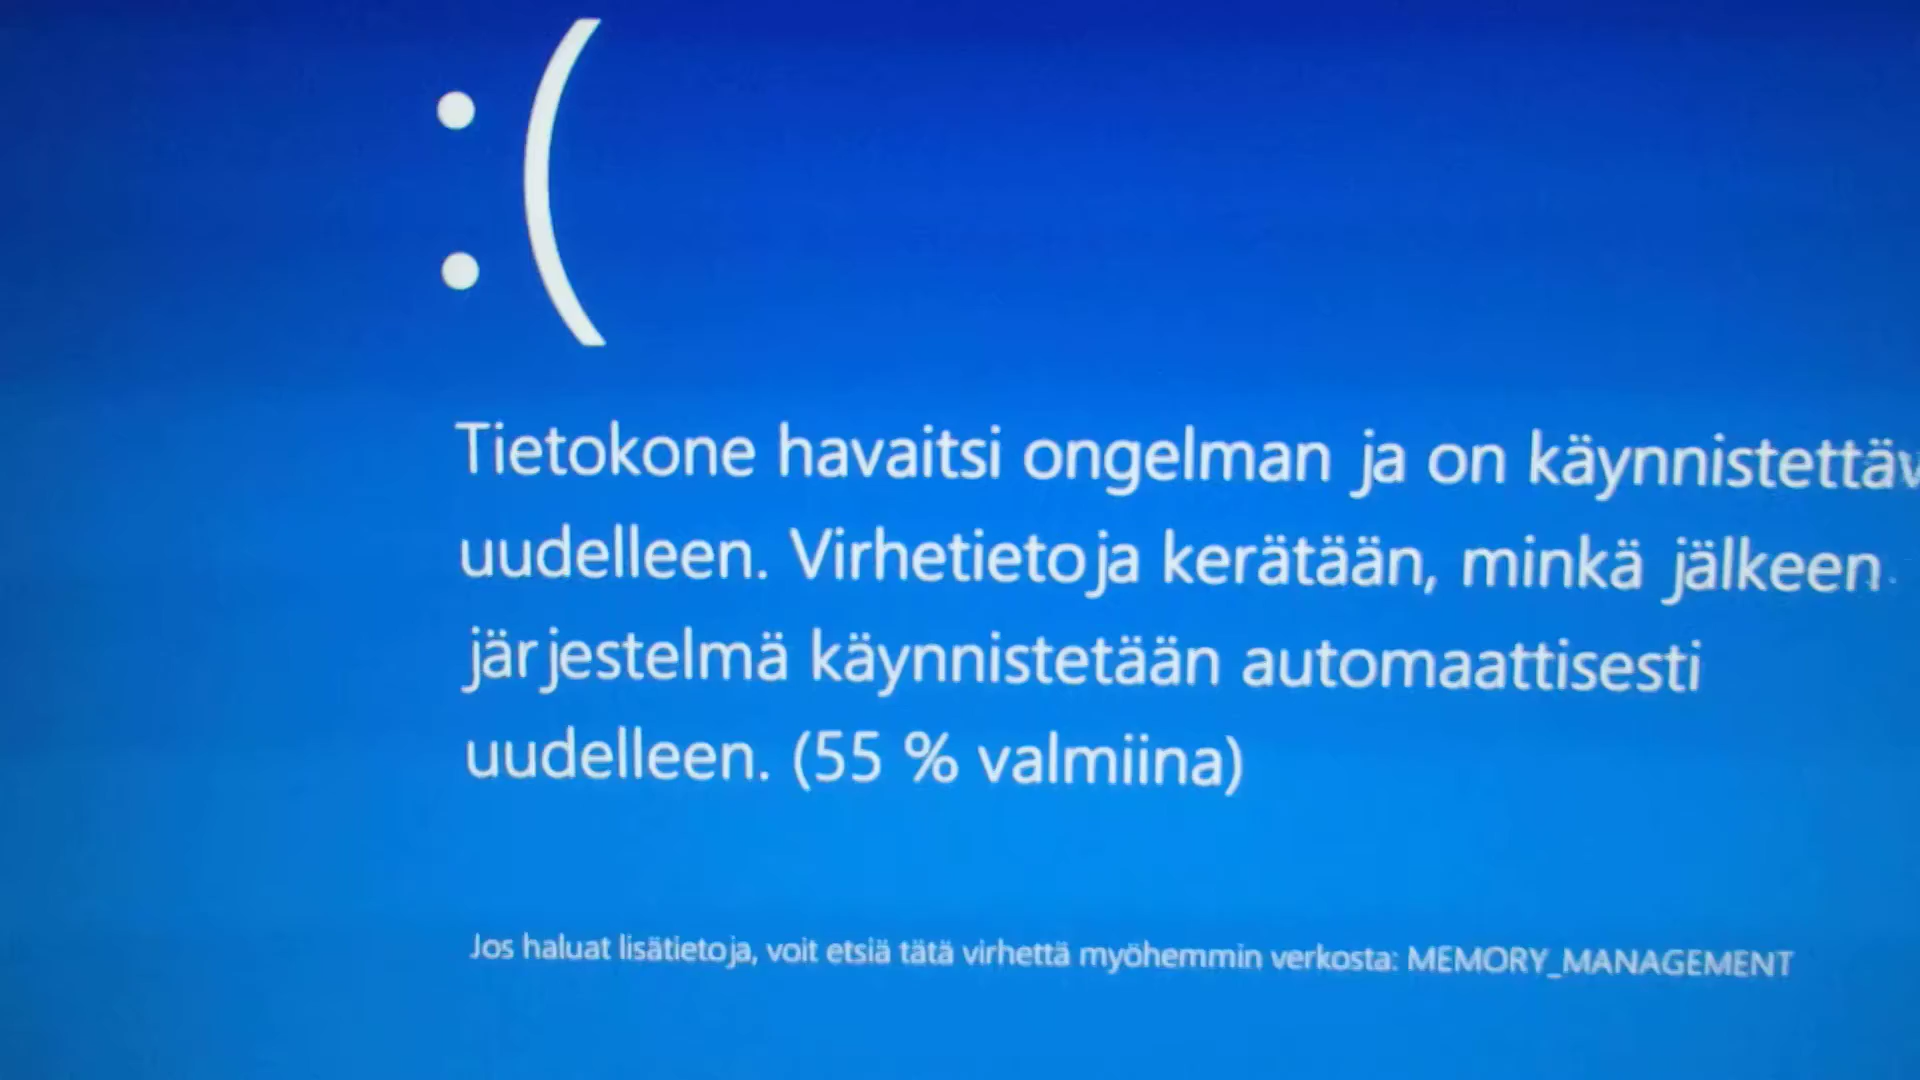 :(
Tietokone havaitsi ongelman ja on käynnistettäv
uudelleen. Virhetietoja kerätään, minkä jälkeen
järjestelmä käynnistetään automaattisesti
uudelleen. (55 % valmiina)
Jos haluat lisätietoja, voit etsiä tätä virhettä myöhemmin verkosta: MEMORY_MANAGEMENT